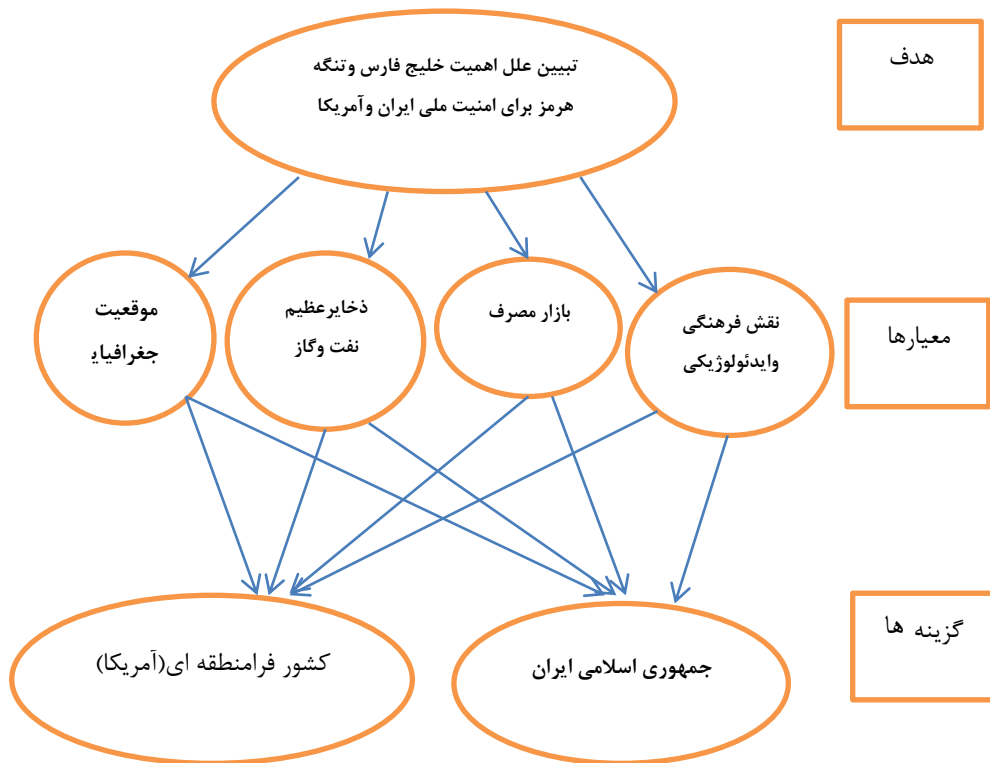 هدف
تبیین علل اهمیت خلیج فارس وتنگه
هرمز برای امنیت ملی ایران وآمریکا
معیارها
نقش فرهنگی
وایدئولوژیکی
بازار مصرف
ذخایرعظیم
نفت وگاز
موقعیت
جغرافیای
گزینه ها
جمهوری اسلامی ایران
کشور فرامنطقه ای(آمریکا)